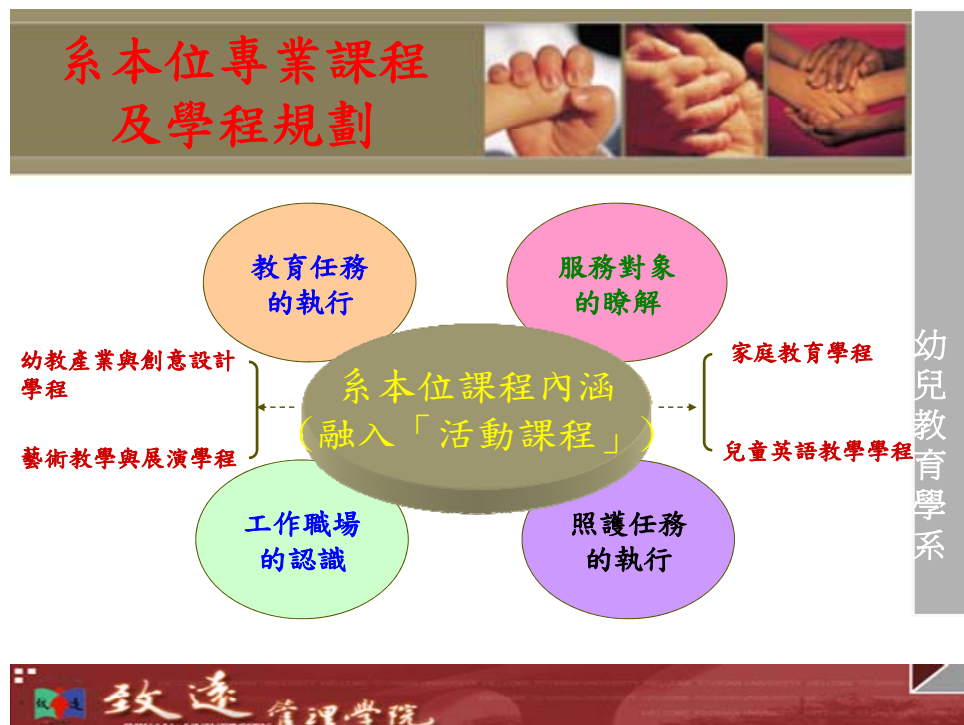 系本位專業課程
及學程規劃
教育任務
的執行
服務對象
的瞭解
幼教產業與創意設計
學程
藝術教學與展演學程
系本位課程內涵
（融入「活動課程」）
家庭教育學程
兒童英語教學學程
工作職場
的認識
照護任務
的執行
幼兒教育學系
致遠管理學院